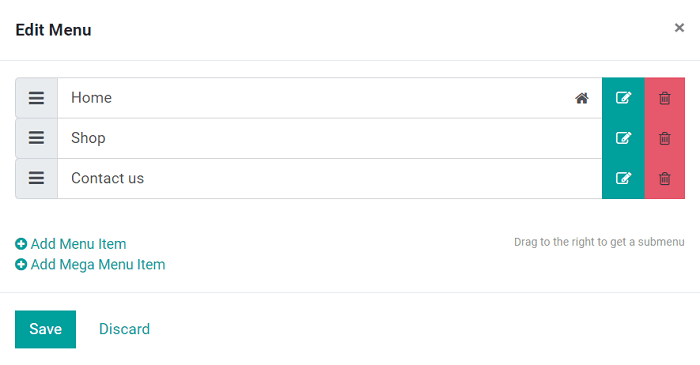 Edit Menu
Home
Shop
Contact us
Add Menu Item
Drag to the right to get a submenu
Add Mega Menu Item
Save
Discard